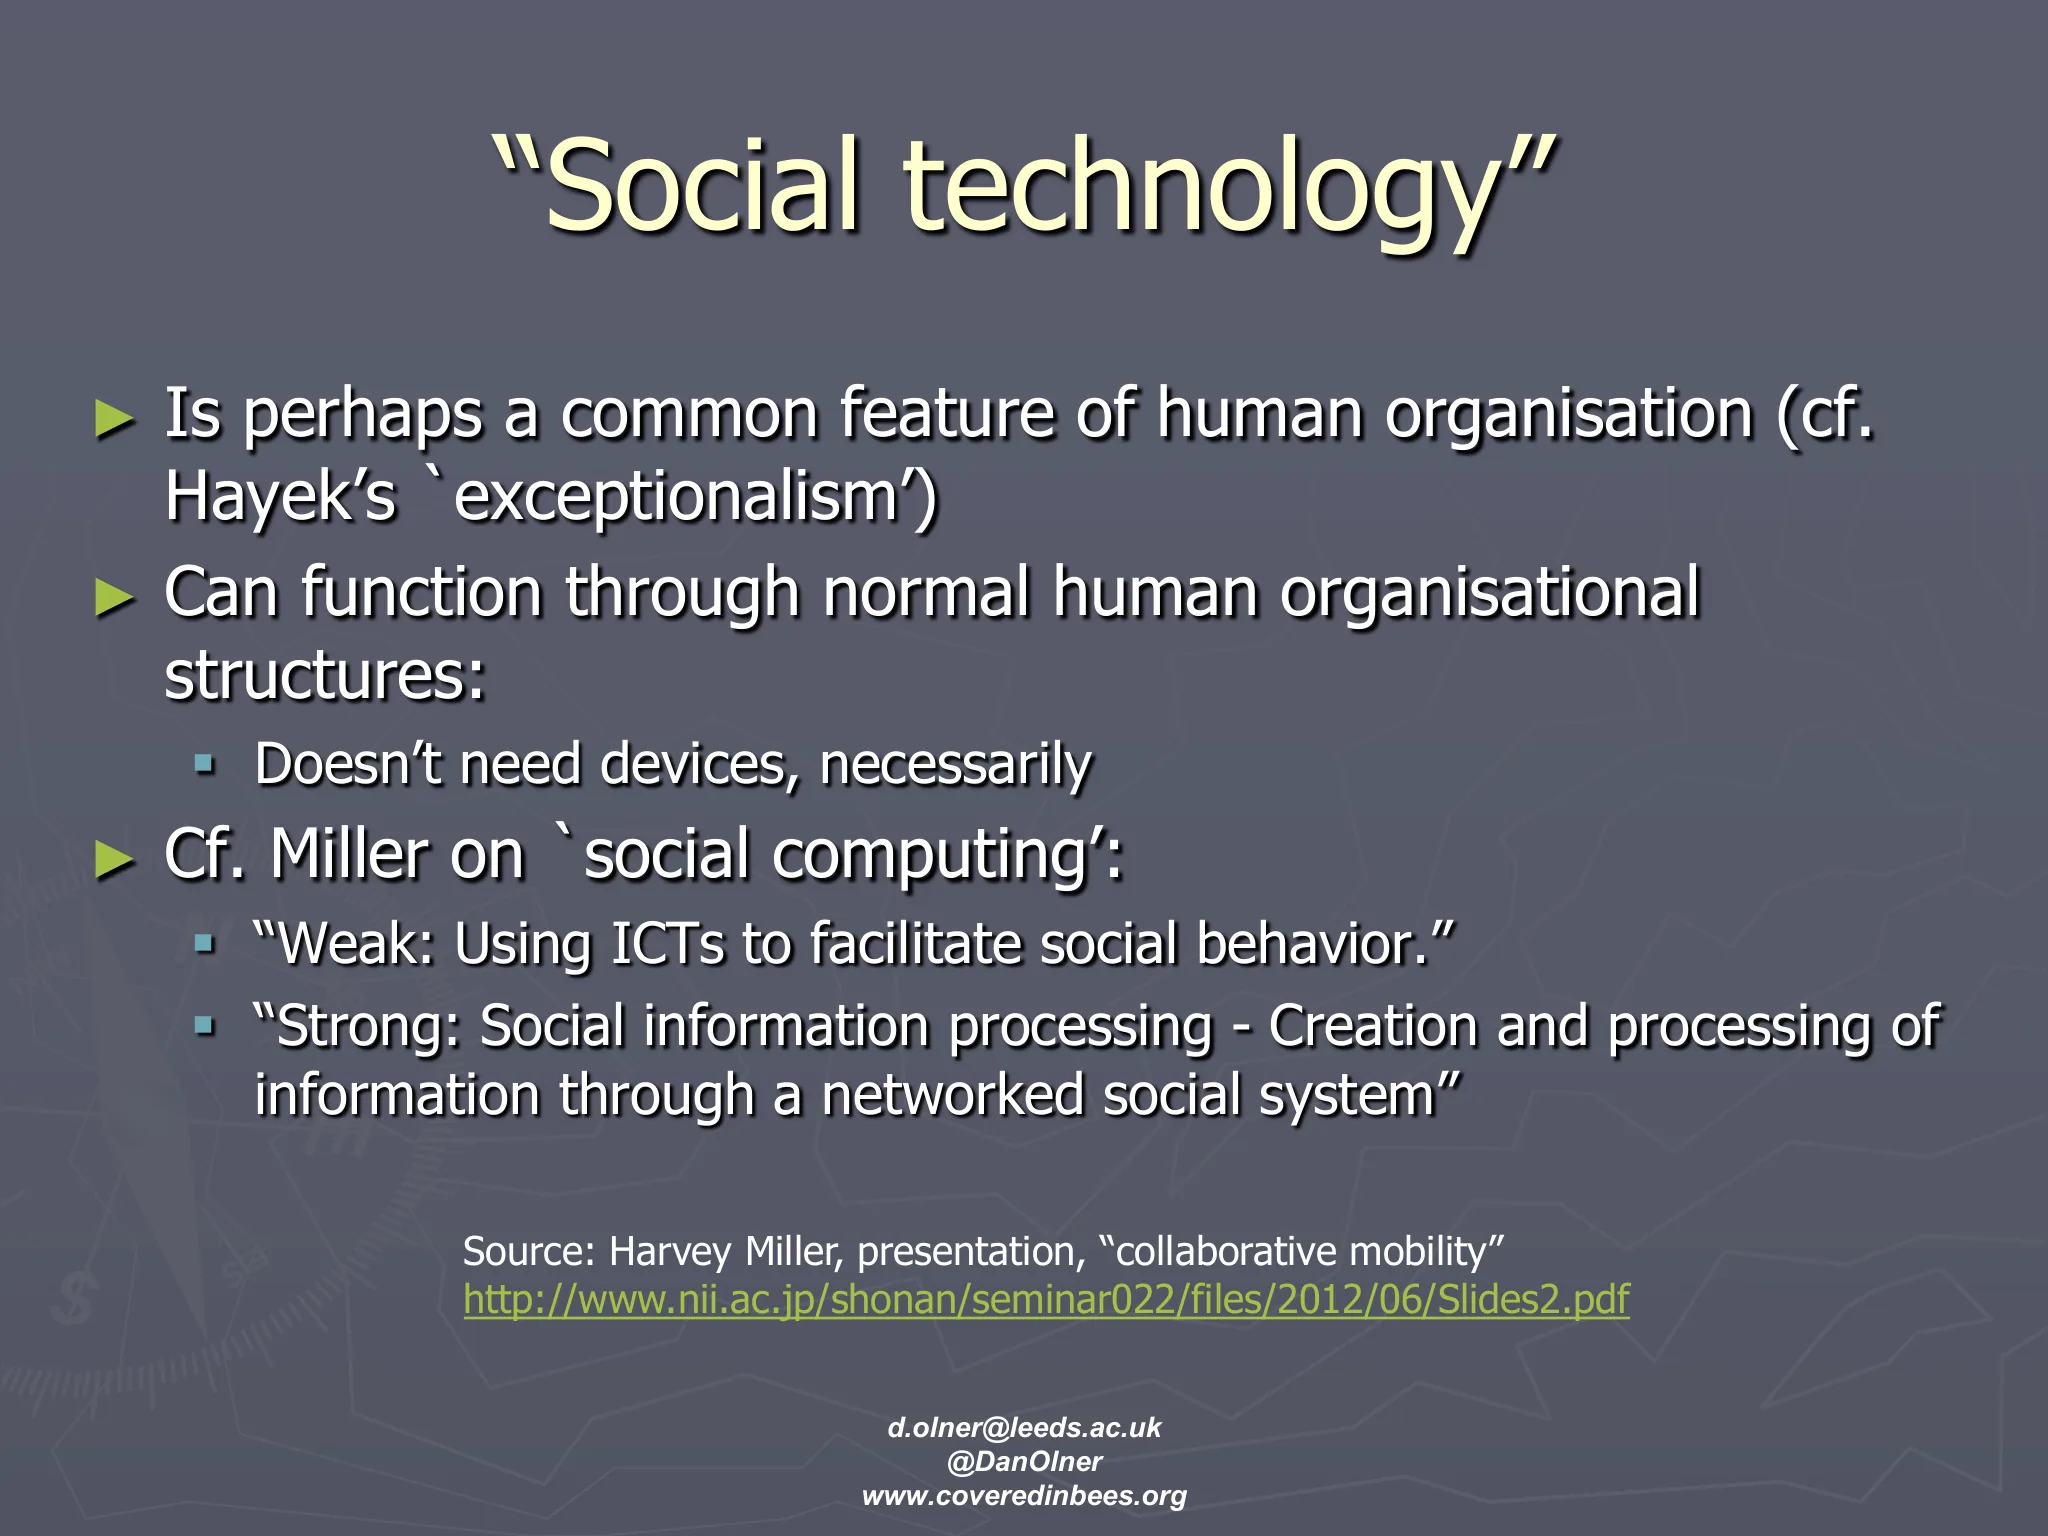 “Social technology”
► Is perhaps a common feature of human organisation (cf.
Hayek’s `exceptionalism’)
► Can function through normal human organisational
structures:
▪ Doesn’t need devices, necessarily
► Cf. Miller on `social computing’:
▪ “Weak: Using ICTs to facilitate social behavior.”
▪ “Strong: Social information processing - Creation and processing of
information through a networked social system”
Source: Harvey Miller, presentation, “collaborative mobility”
http://www.nii.ac.jp/shonan/seminar022/files/2012/06/Slides2.pdf
d.olner@leeds.ac.uk
@DanOlner
www.coveredinbees.org